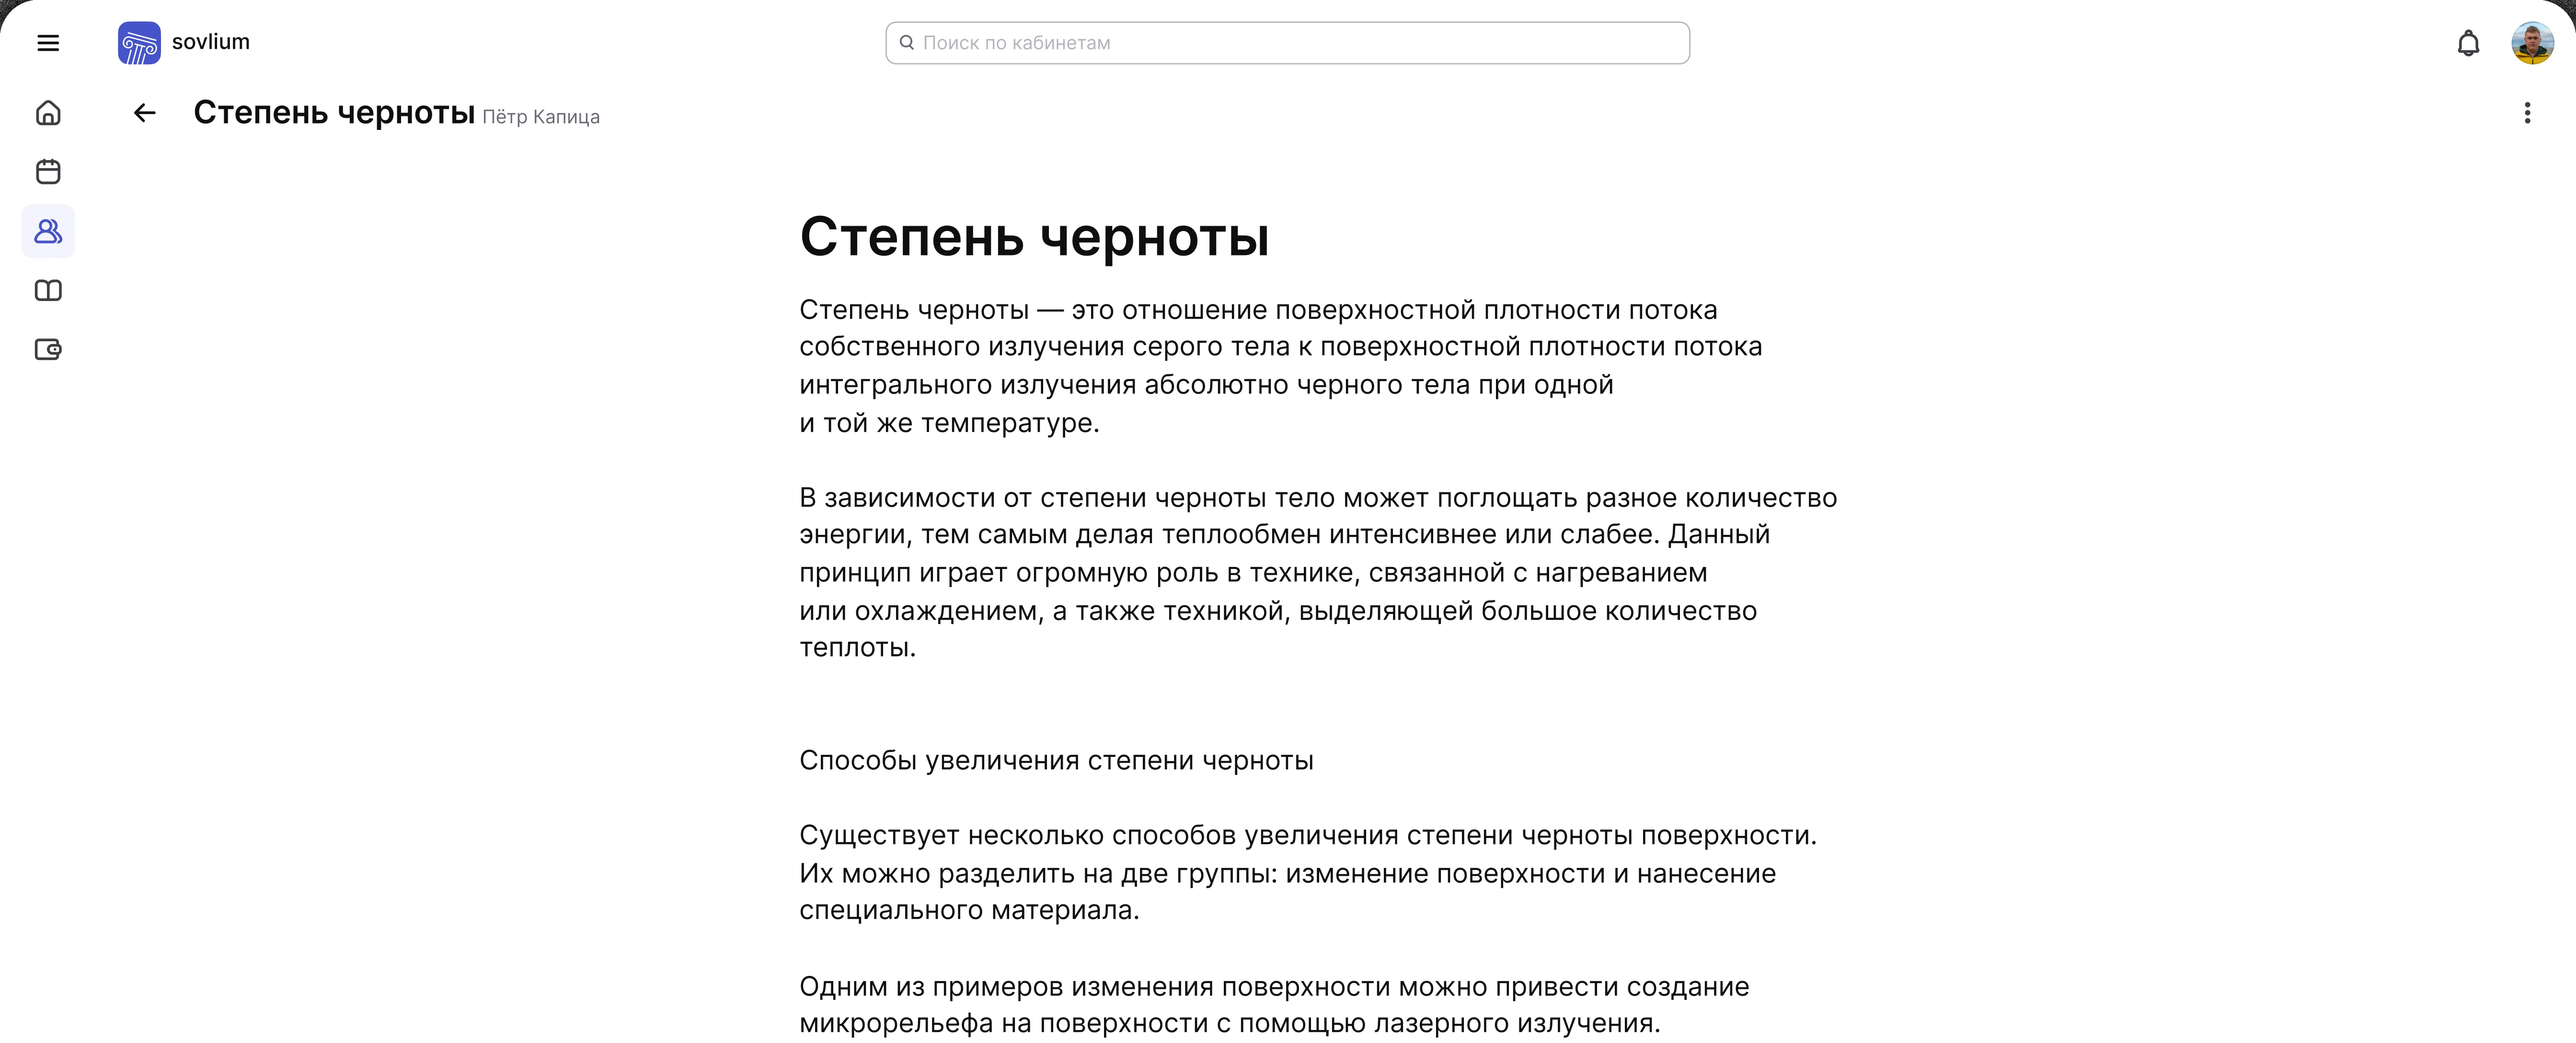 sovlium
Поиск по кабинетам
Степень черноты Пётр Капица
Степень черноты
Степень черноты — это отношение поверхностной плотности потока
собственного излучения серого тела к поверхностной плотности потока
интегрального излучения абсолютно черного тела при одной
и той же температуре.
В зависимости от степени черноты тело может поглощать разное количество
энергии, тем самым делая теплообмен интенсивнее или слабее. Данный
принцип играет огромную роль в технике, связанной с нагреванием
или охлаждением, а также техникой, выделяющей большое количество
теплоты.
Способы увеличения степени черноты
Существует несколько способов увеличения степени черноты поверхности.
Их можно разделить на две группы: изменение поверхности и нанесение
специального материала.
Одним из примеров изменения поверхности можно привести создание
микрорельефа на поверхности с помощью лазерного излучения.